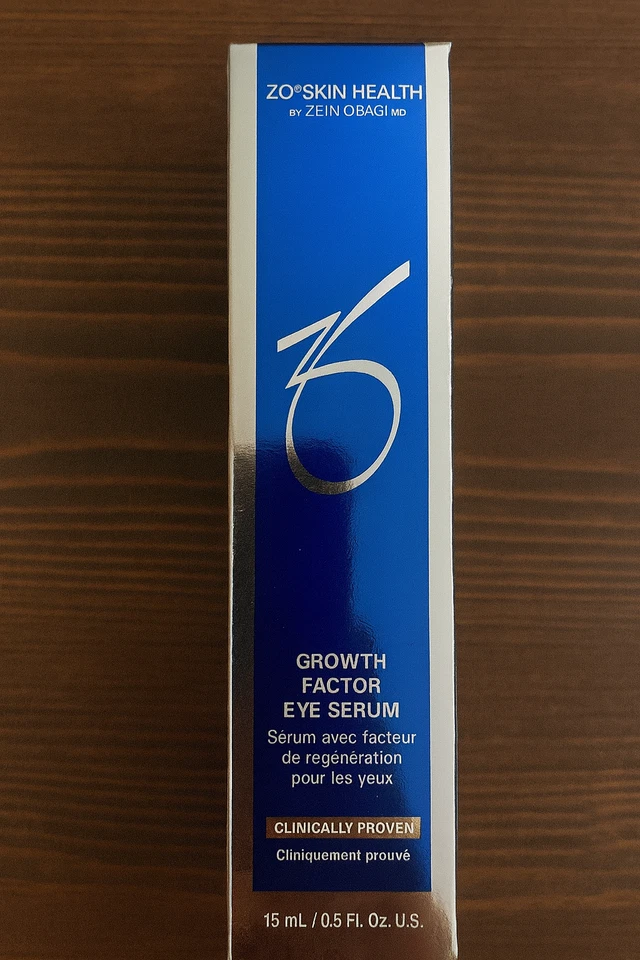 ZO® SKIN HEALTH
BY ZEIN OBAGI MD
GROWTH
FACTOR
EYE SERUM
Sérum avec facteur
de regénération
pour les yeux
CLINICALLY PROVEN
Cliniquement prouvé
15 mL / 0.5 Fl. Oz. U.S.